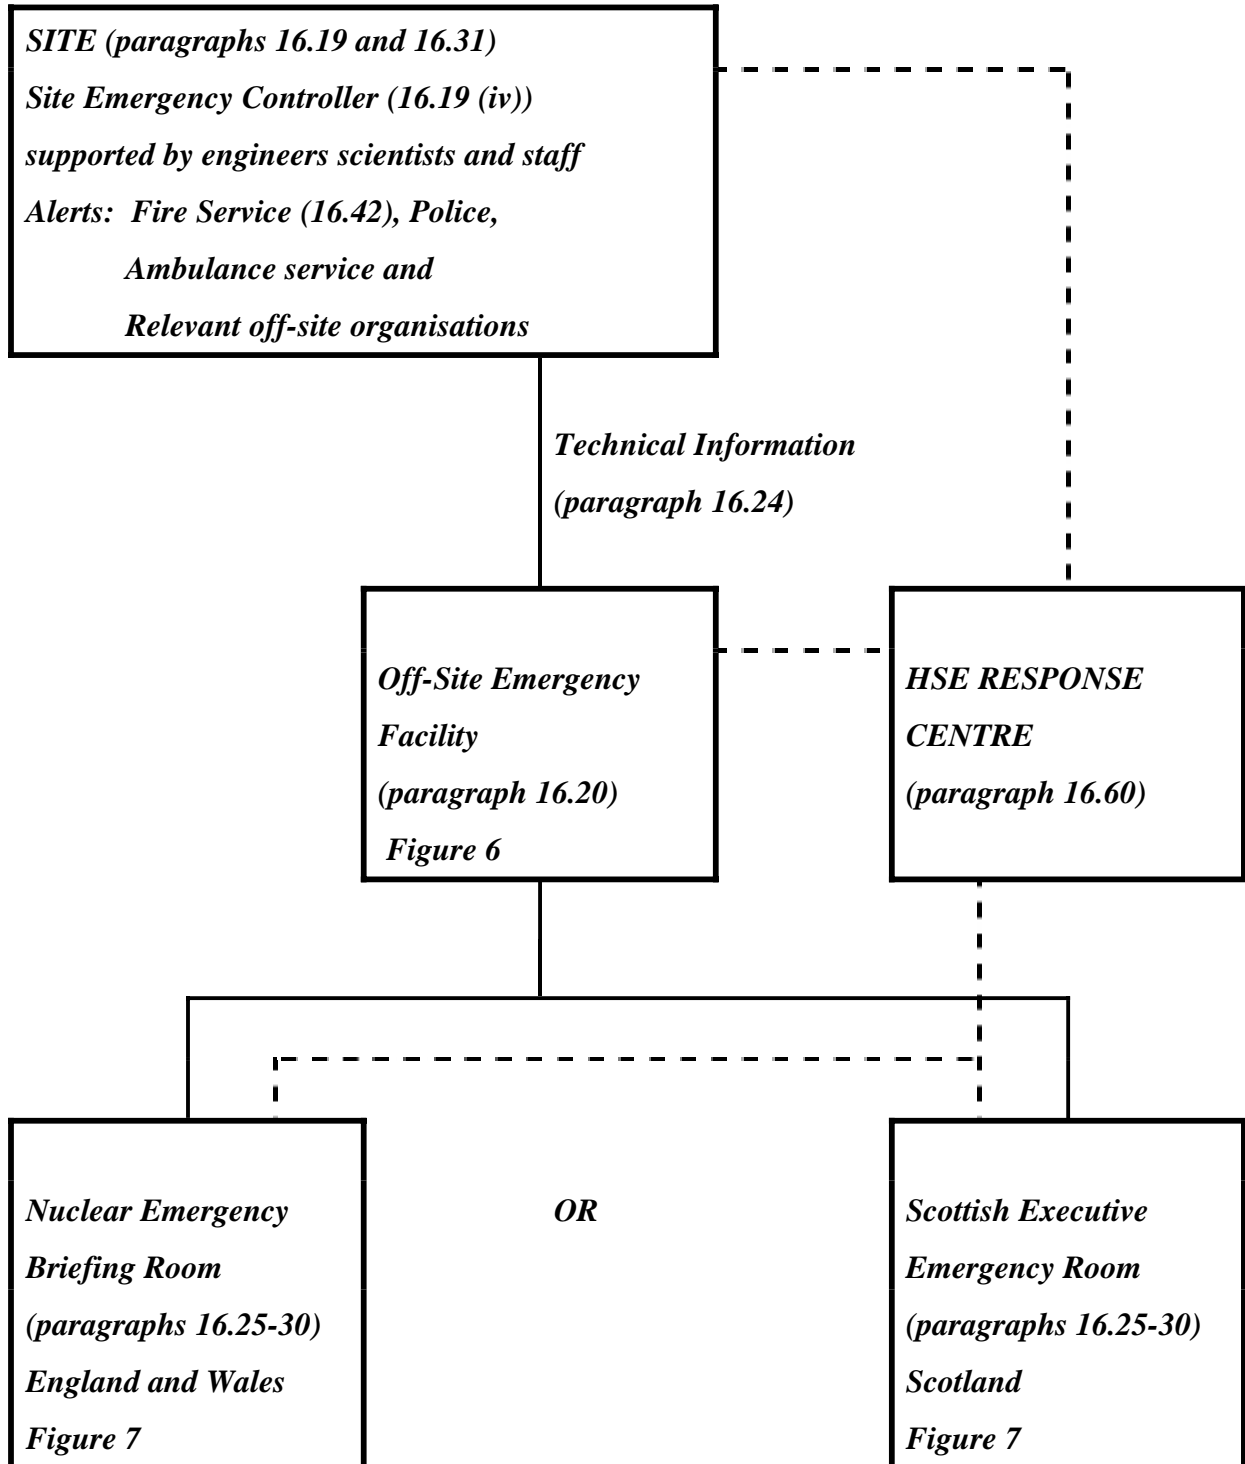 SITE (paragraphs 16.19 and 16.31)
Site Emergency Controller (16.19 (iv))
supported by engineers scientists and staff
Alerts: Fire Service (16.42), Police,
Ambulance service and
Relevant off-site organisations
Technical Information
(paragraph 16.24)
Off-Site Emergency
Facility
(paragraph 16.20)
Figure 6
HSE RESPONSE
CENTRE
(paragraph 16.60)
Nuclear Emergency
Briefing Room
(paragraphs 16.25-30)
England and Wales
Figure 7
OR
Scottish Executive
Emergency Room
(paragraphs 16.25-30)
Scotland
Figure 7